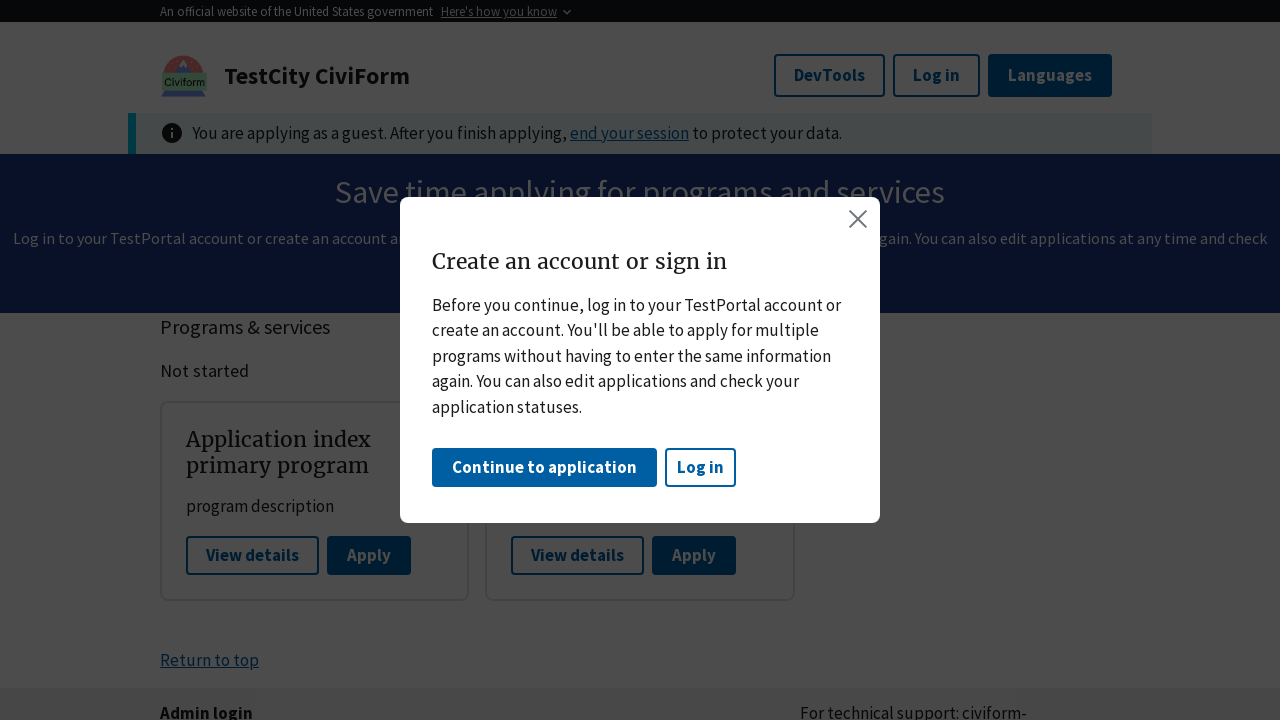 An official website of the United States government Here's how you know
Civiform
TestCity CiviForm
DevTools
Log in
Languages
You are applying as a guest. After you finish applying, end your session to protect your data.
Save time applying for programs and services
Log in to your TestPortal account or create an account a
gain. You can also edit applications at any time and check
Create an account or sign in
Before you continue, log in to your TestPortal account or
create an account. You'll be able to apply for multiple
programs without having to enter the same information
again. You can also edit applications and check your
application statuses.
Continue to application
Log in
Programs & services
Not started
Application index
primary program
program description
View details
Apply
View details
Apply
Return to top
Admin login
For technical support: civiform-